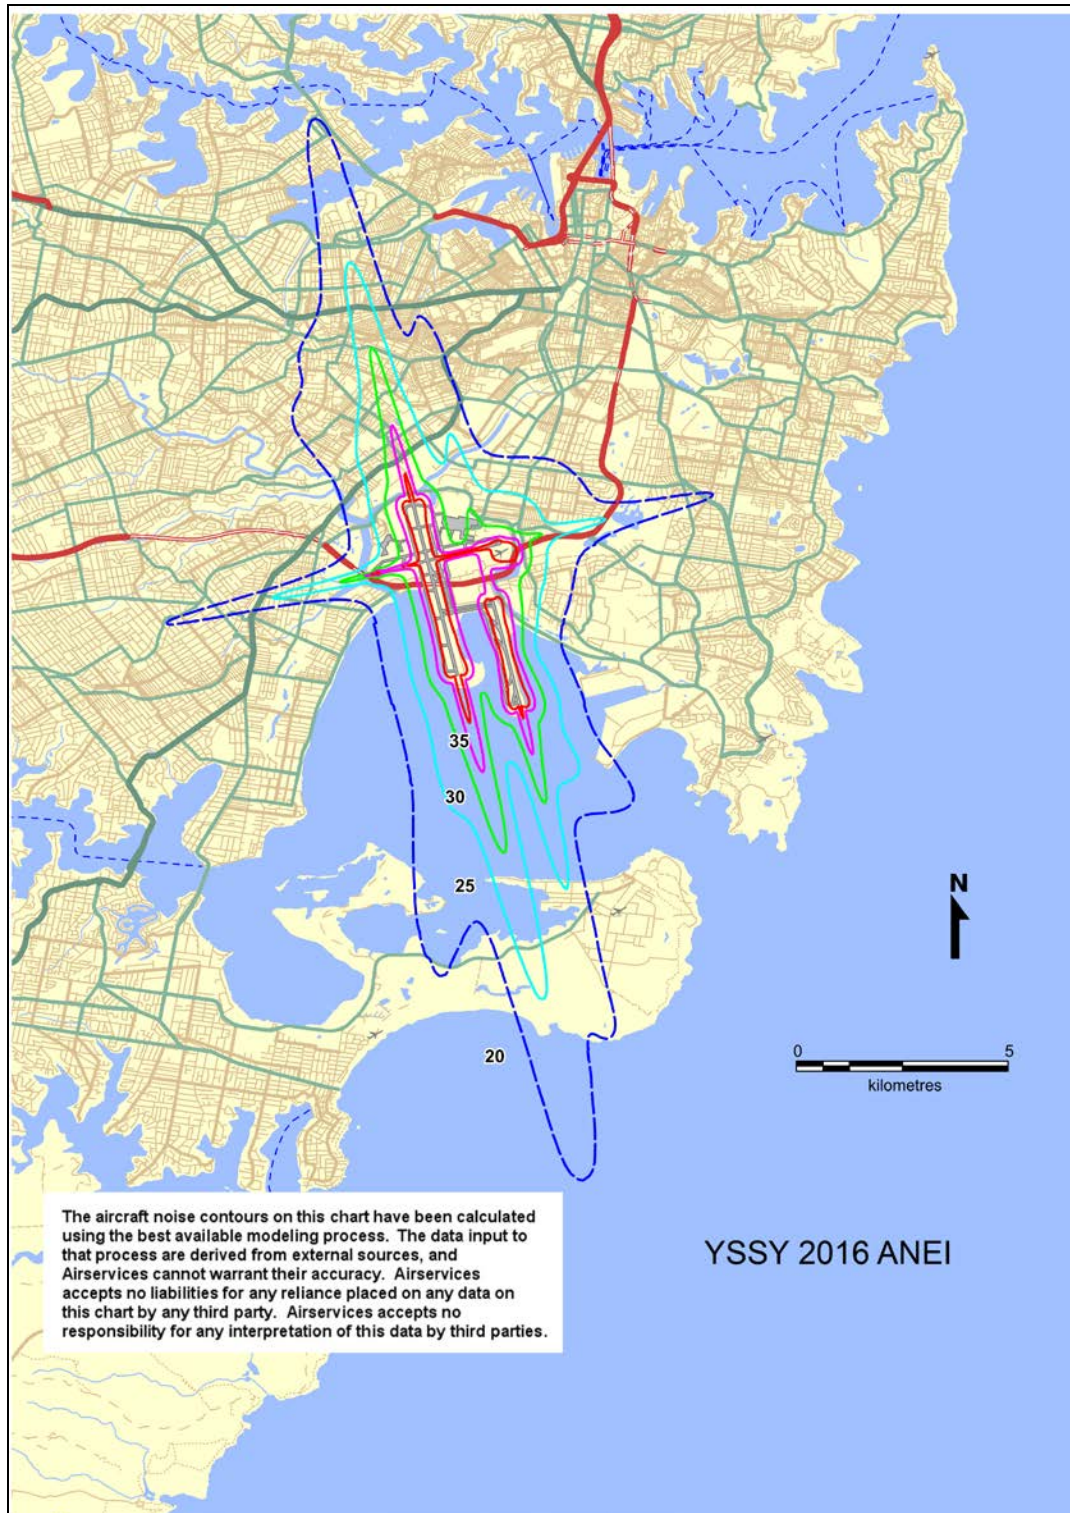 35
30
25
N
20
0 5
kilometres
The aircraft noise contours on this chart have been calculated
using the best available modeling process.  The data input to
that process are derived from external sources, and
Airservices cannot warrant their accuracy.  Airservices
accepts no liabilities for any reliance placed on any data on
this chart by any third party.  Airservices accepts no
responsibility for any interpretation of this data by third parties.
YSSY 2016 ANEI